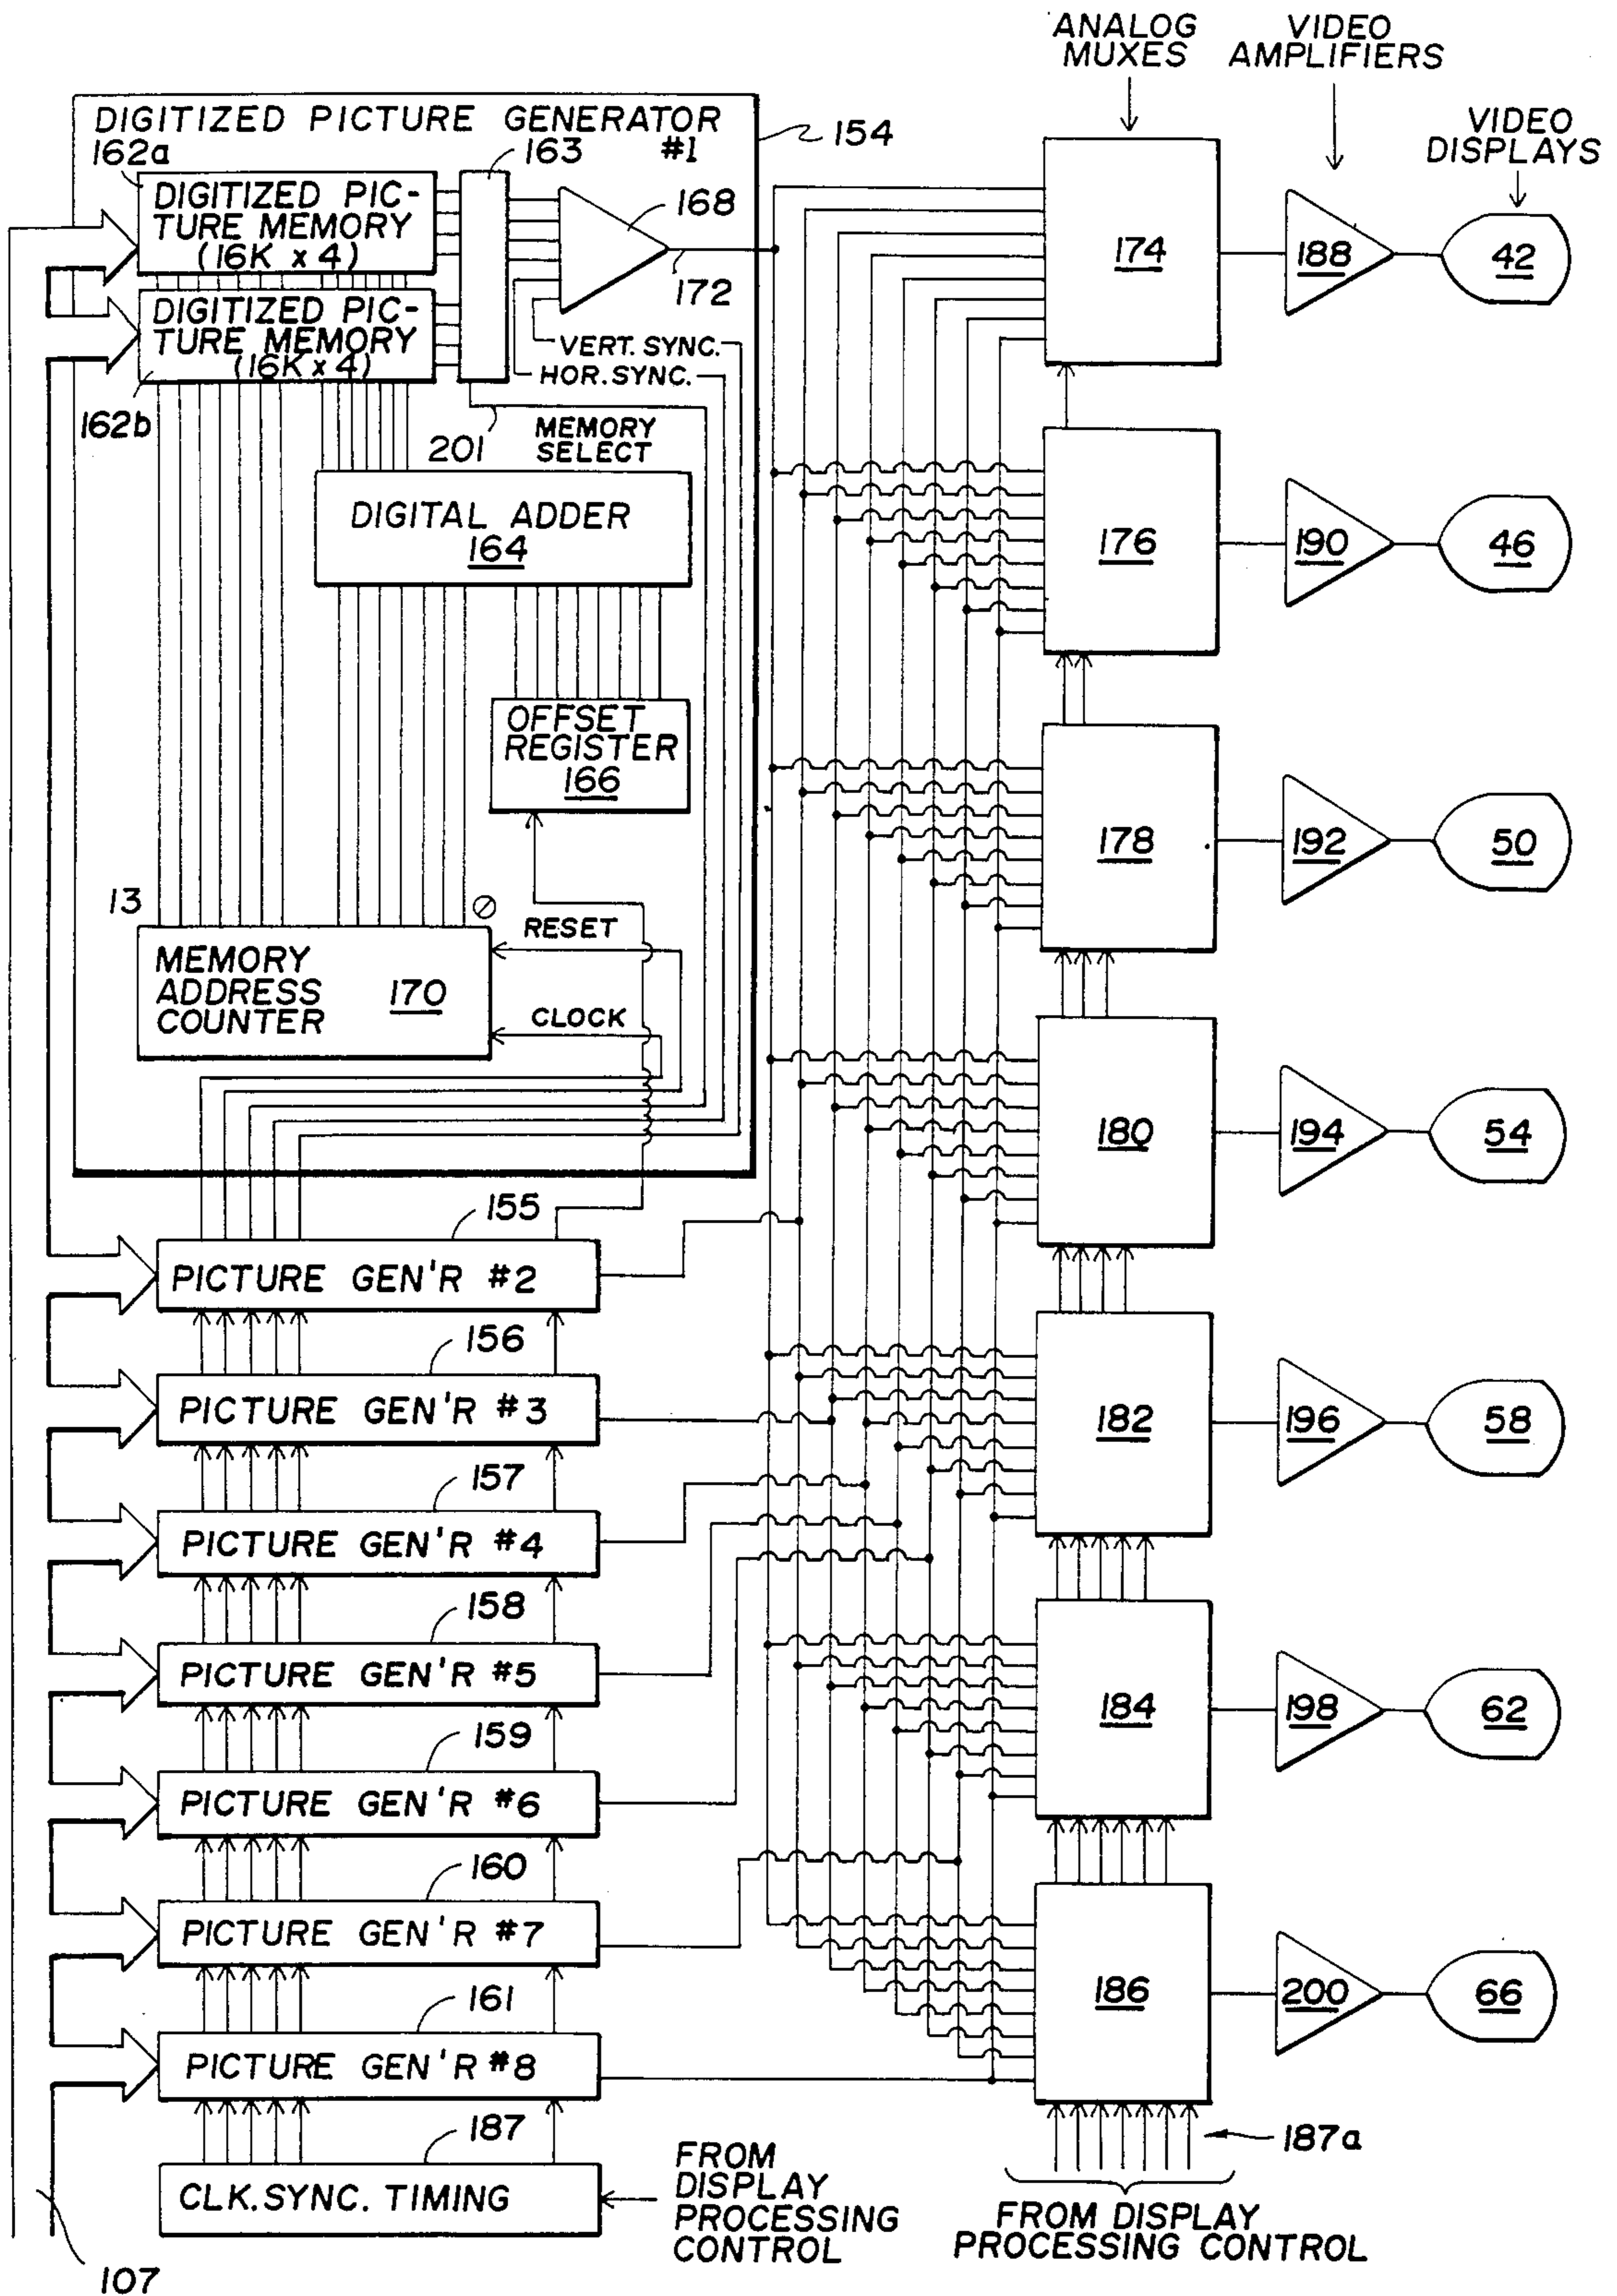 ANALOG
MUXES
VIDEO
AMPLIFIERS
VIDEO
DISPLAYS
DIGITIZED PICTURE GENERATOR
#1
154
162a
163
DIGITIZED PIC-
TURE MEMORY
(16K x 4)
168
172
DIGITIZED PIC-
TURE MEMORY
(16K x 4)
VERT. SYNC.
HOR. SYNC.
162b
201
MEMORY
SELECT
DIGITAL ADDER
164
OFFSET
REGISTER
166
13
0
RESET
MEMORY
ADDRESS
COUNTER
170
CLOCK
155
PICTURE GEN'R #2
156
PICTURE GEN'R #3
157
PICTURE GEN'R #4
158
PICTURE GEN'R #5
159
PICTURE GEN'R #6
160
PICTURE GEN'R #7
161
PICTURE GEN'R #8
187
CLK. SYNC. TIMING
FROM
DISPLAY
PROCESSING
CONTROL
107
174
188
42
176
190
46
178
192
50
180
194
54
182
196
58
184
198
62
186
200
66
187a
FROM DISPLAY
PROCESSING CONTROL